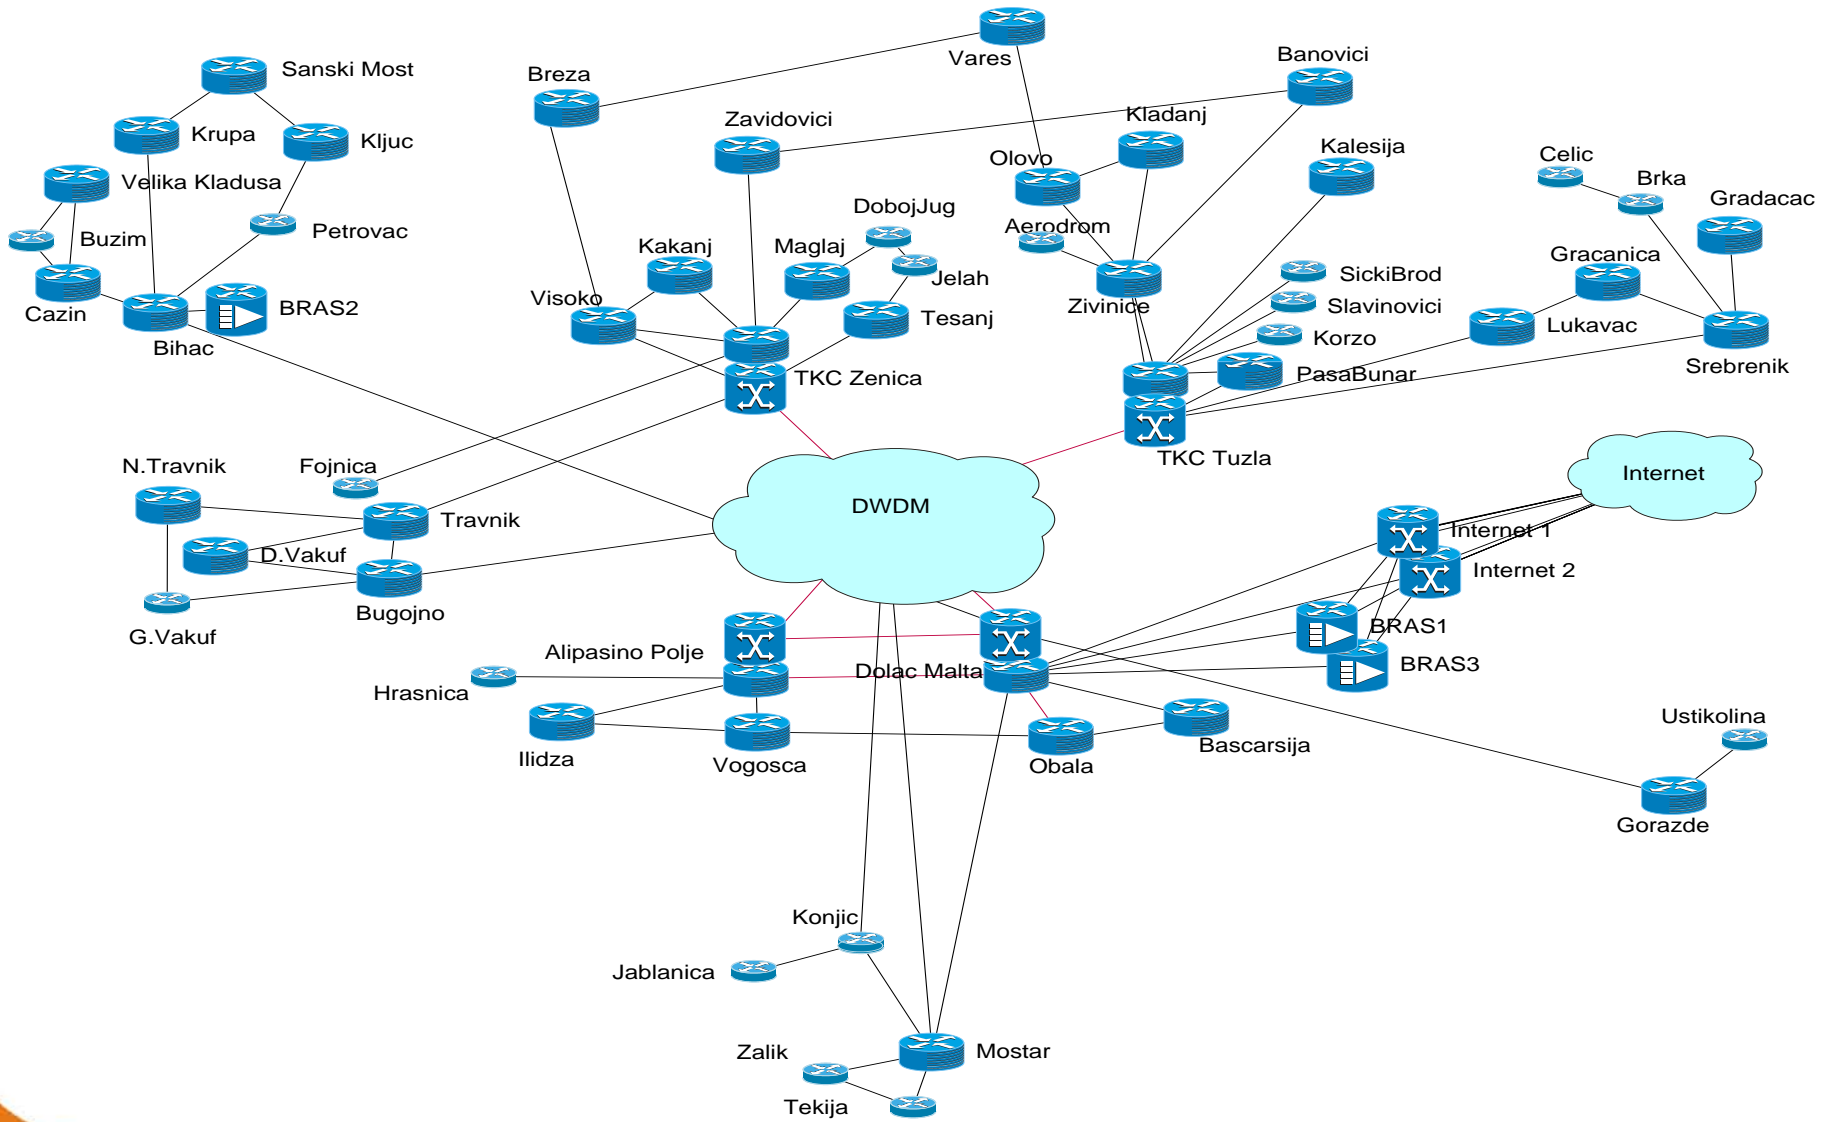 Vares
Sanski Most
Breza
Banovici
Zavidovici
Kladanj
Krupa
Kljuc
Kalesija
Olovo
Celic
Brka
Velika Kladusa
Gradacac
DobojJug
Aerodrom
Buzim
Petrovac
Kakanj
Maglaj
Gracanica
Jelah
SickiBrod
Cazin
BRAS2
Visoko
Tesanj
Zivinice
Slavinovici
Lukavac
Bihac
Korzo
Srebrenik
TKC Zenica
PasaBunar
TKC Tuzla
N.Travnik
Fojnica
Internet
DWDM
Travnik
Internet 1
D.Vakuf
Internet 2
Bugojno
G.Vakuf
BRAS1
Alipasino Polje
Dolac Malta
BRAS3
Hrasnica
Ustikolina
Ilidza
Vogosca
Obala
Bascarsija
Gorazde
Konjic
Jablanica
Zalik
Mostar
Tekija